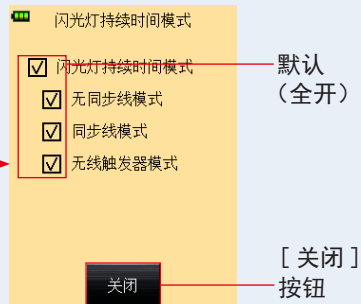 闪光灯持续时间模式
闪光灯持续时间模式
默认
（全开）
无同步线模式
同步线模式
无线触发器模式
关闭
[ 关闭 ]
按钮